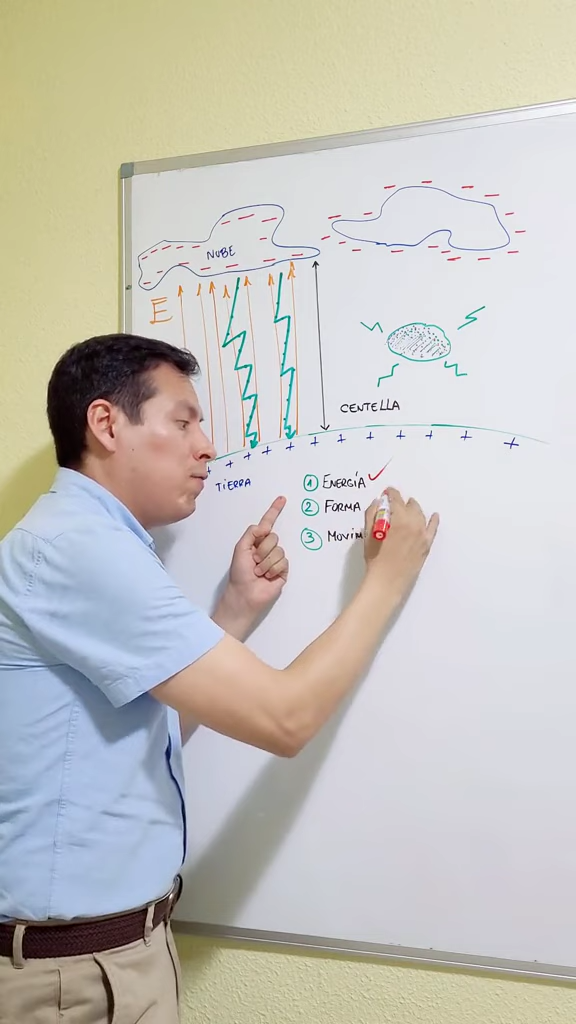 NUBE
E
CENTELLA
TIERRA
1 ENERGÍA ✓
2 FORMA
3 MOVIM